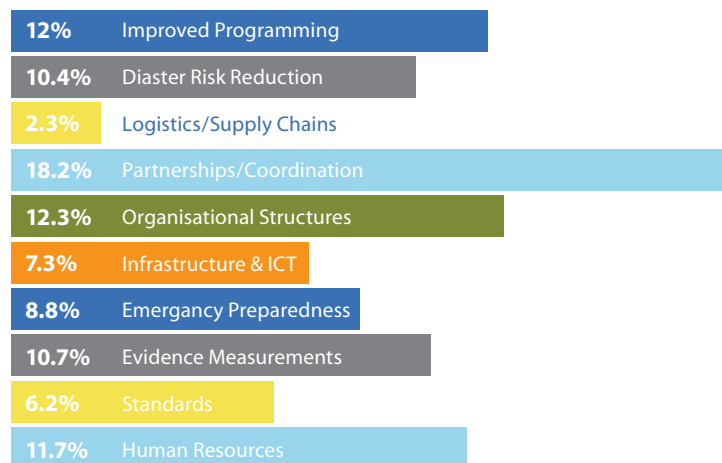 12% Improved Programming
10.4% Diaster Risk Reduction
2.3% Logistics/Supply Chains
18.2% Partnerships/Coordination
12.3% Organisational Structures
7.3% Infrastructure & ICT
8.8% Emergancy Preparedness
10.7% Evidence Measurements
6.2% Standards
11.7% Human Resources